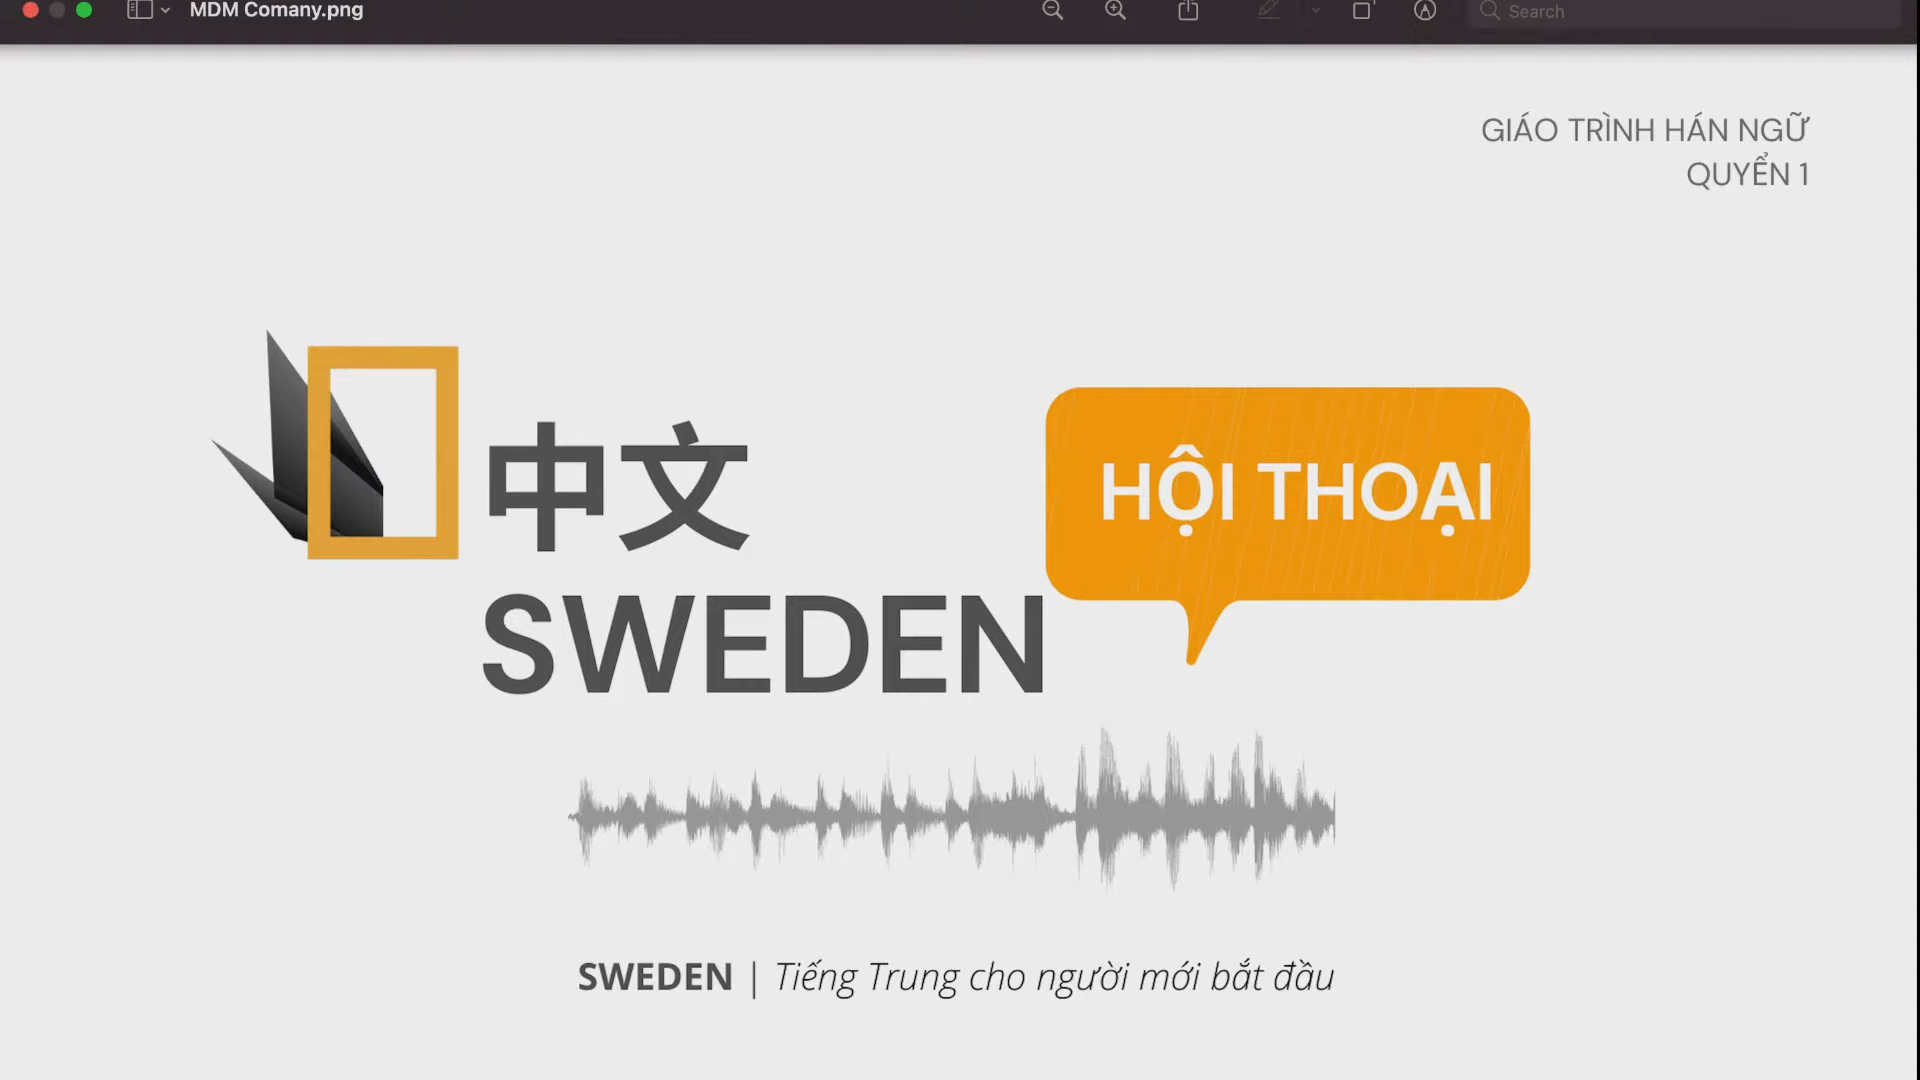 MDM Comany.png
Search
GIÁO TRÌNH HÁN NGỮ
QUYỂN 1
中文
SWEDEN
HỘI THOẠI
SWEDEN | Tiếng Trung cho người mới bắt đầu